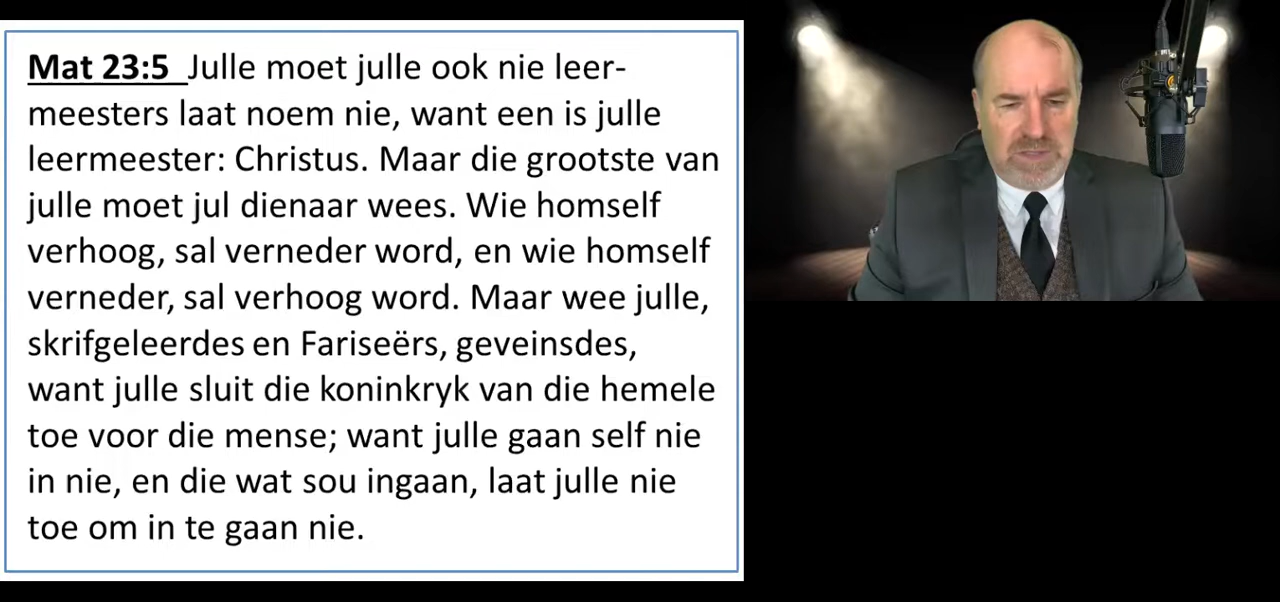 Mat 23:5 Julle moet julle ook nie leer-
meesters laat noem nie, want een is julle
leermeester: Christus. Maar die grootste van
julle moet jul dienaar wees. Wie homself
verhoog, sal verneder word, en wie homself
verneder, sal verhoog word. Maar wee julle,
skrifgeleerdes en Fariseërs, geveinsdes,
want julle sluit die koninkryk van die hemele
toe voor die mense; want julle gaan self nie
in nie, en die wat sou ingaan, laat julle nie
toe om in te gaan nie.